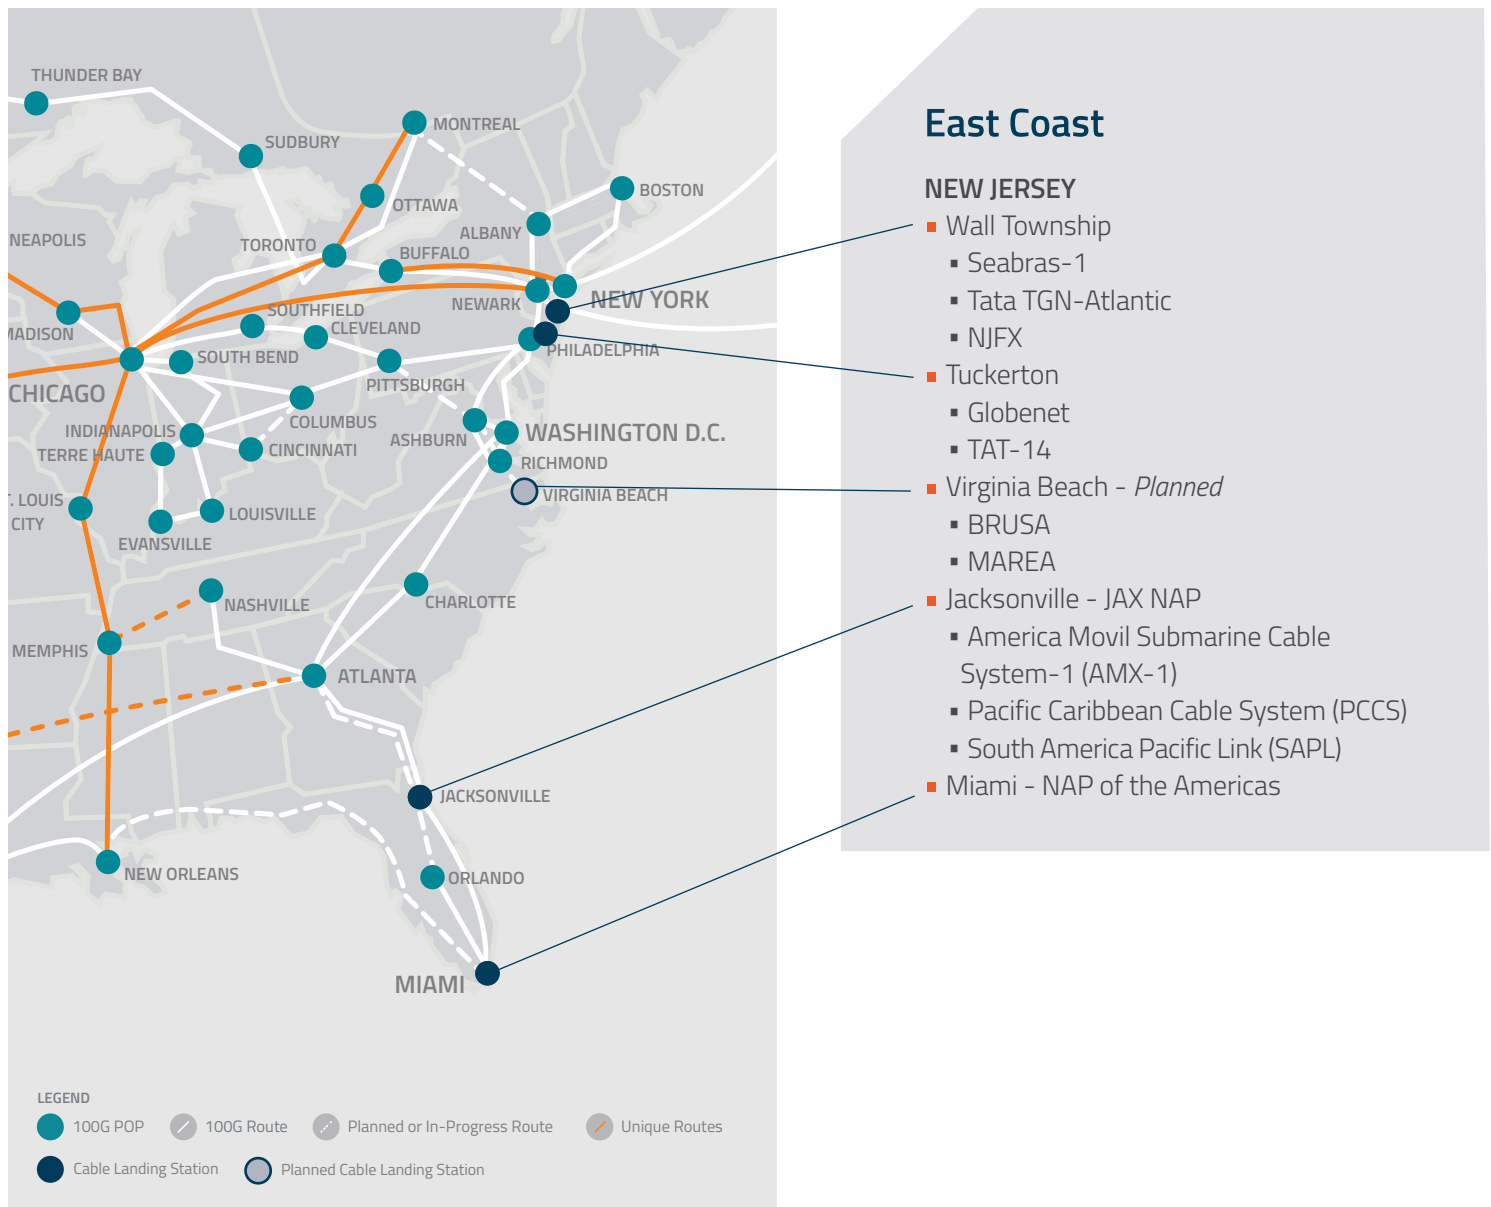 THUNDER BAY
SUDBURY
MONTREAL
OTTAWA
BOSTON
ALBANY
NEAPOLIS
TORONTO
BUFFALO
NEWARK
NEW YORK
MADISON
SOUTHFIELD
CLEVELAND
SOUTH BEND
PHILADELPHIA
CHICAGO
PITTSBURGH
COLUMBUS
INDIANAPOLIS
ASHBURN
WASHINGTON D.C.
TERRE HAUTE
CINCINNATI
RICHMOND
T. LOUIS
CITY
LOUISVILLE
VIRGINIA BEACH
EVANSVILLE
NASHVILLE
CHARLOTTE
MEMPHIS
ATLANTA
JACKSONVILLE
NEW ORLEANS
ORLANDO
MIAMI
LEGEND
100G POP
100G Route
Planned or In-Progress Route
Unique Routes
Cable Landing Station
Planned Cable Landing Station
East Coast
NEW JERSEY
Wall Township
▪ Seabras-1
▪ Tata TGN-Atlantic
▪ NJFX
Tuckerton
▪ Globenet
▪ TAT-14
Virginia Beach - Planned
▪ BRUSA
▪ MAREA
Jacksonville - JAX NAP
▪ America Movil Submarine Cable
System-1 (AMX-1)
▪ Pacific Caribbean Cable System (PCCS)
▪ South America Pacific Link (SAPL)
Miami - NAP of the Americas